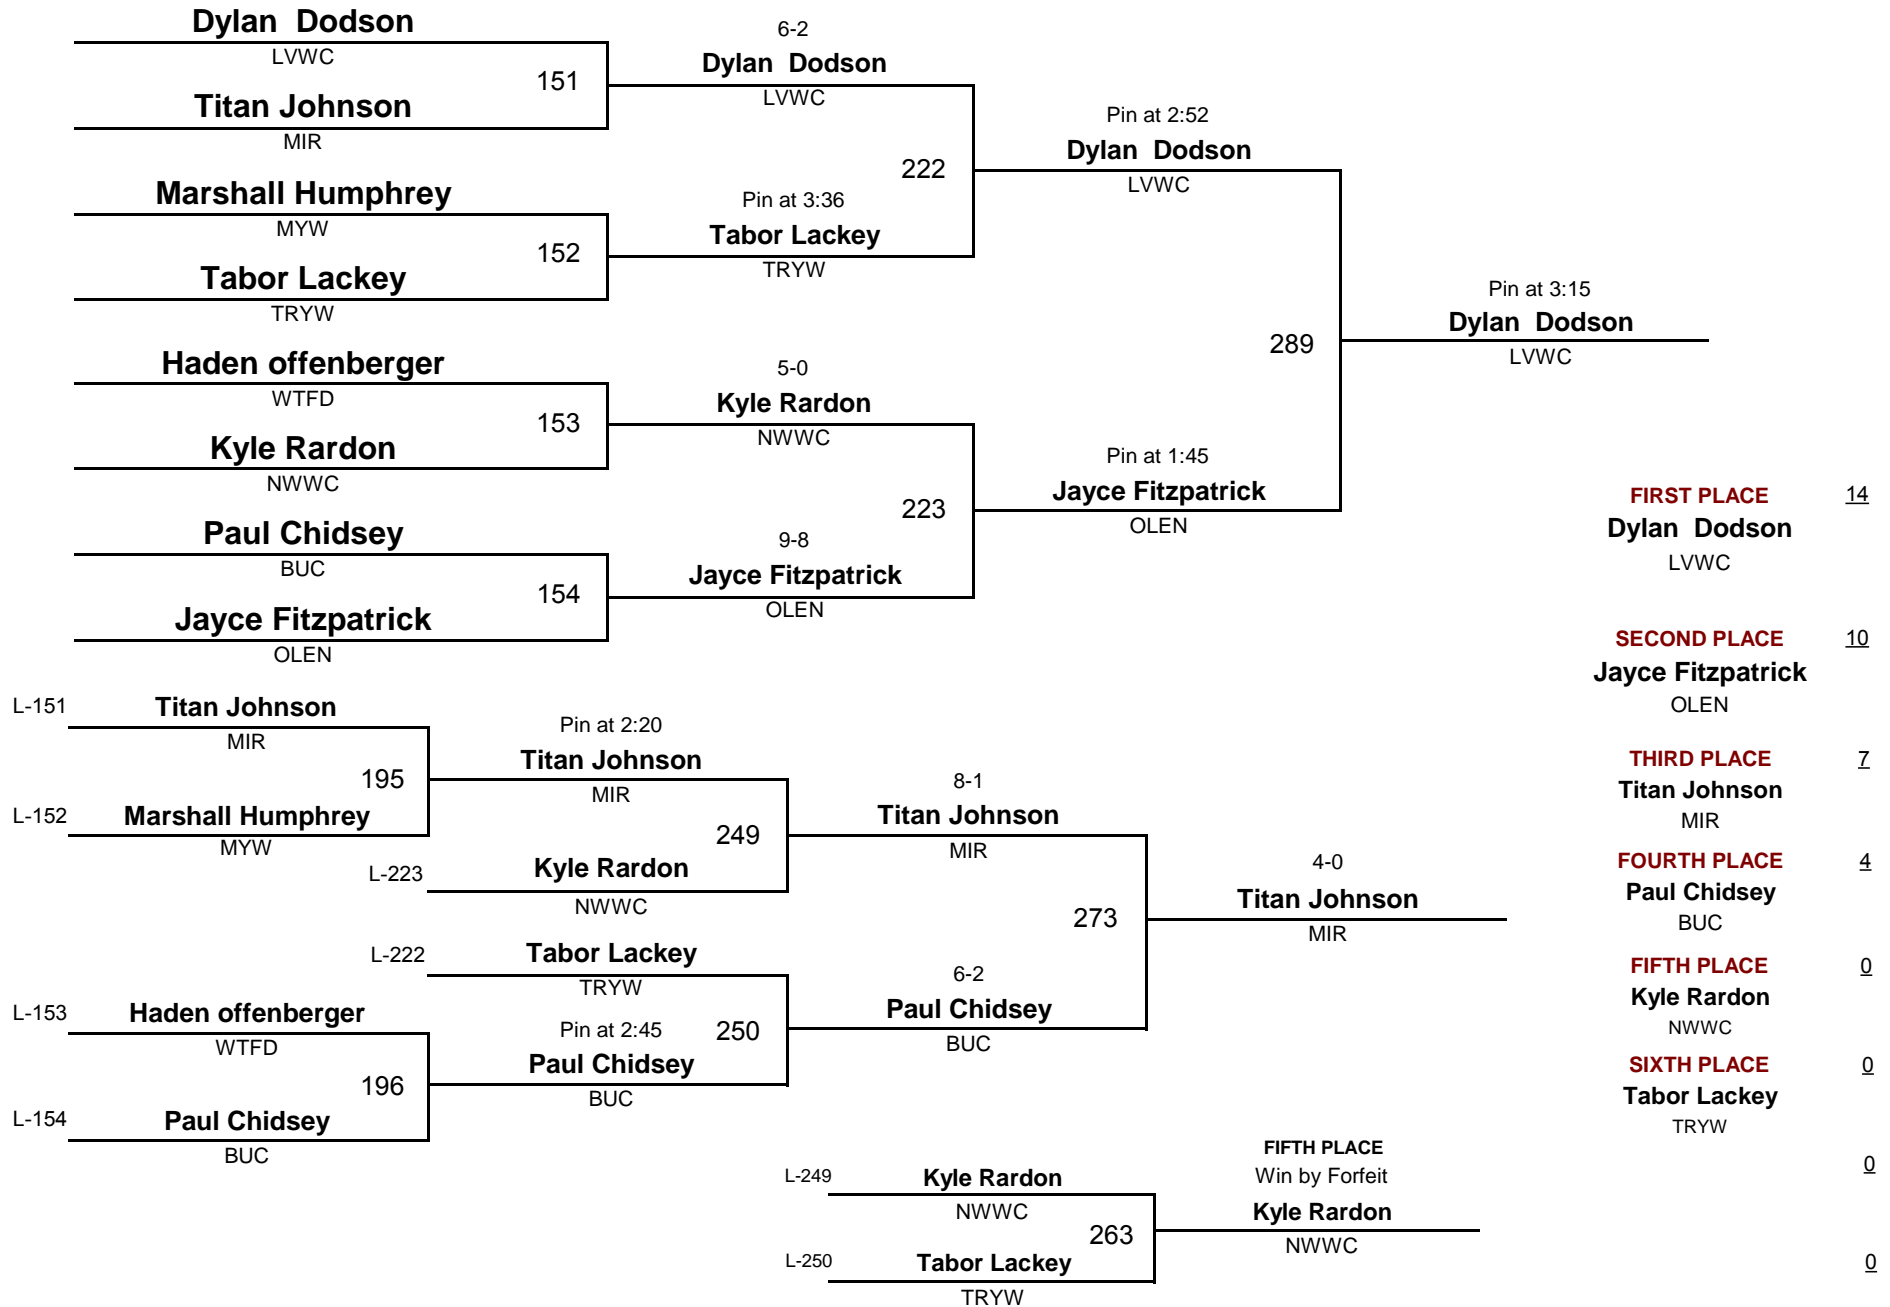 Dylan  Dodson
LVWC
151
Titan Johnson
MIR
Marshall Humphrey
MYW
152
Tabor Lackey
TRYW
Haden offenberger
WTFD
153
Kyle Rardon
NWWC
Paul Chidsey
BUC
154
Jayce Fitzpatrick
OLEN
6-2
Dylan  Dodson
LVWC
222
Pin at 3:36
Tabor Lackey
TRYW
5-0
Kyle Rardon
NWWC
223
9-8
Jayce Fitzpatrick
OLEN
Pin at 2:52
Dylan  Dodson
LVWC
289
Pin at 1:45
Jayce Fitzpatrick
OLEN
Pin at 3:15
Dylan  Dodson
LVWC
L-151
Titan Johnson
MIR
195
L-152
Marshall Humphrey
MYW
Pin at 2:20
Titan Johnson
MIR
249
L-223
Kyle Rardon
NWWC
L-222
Tabor Lackey
TRYW
L-153
Haden offenberger
WTFD
196
L-154
Paul Chidsey
BUC
Pin at 2:45
250
Paul Chidsey
BUC
8-1
Titan Johnson
MIR
273
6-2
Paul Chidsey
BUC
4-0
Titan Johnson
MIR
L-249
Kyle Rardon
NWWC
263
L-250
Tabor Lackey
TRYW
FIFTH PLACE
Win by Forfeit
Kyle Rardon
NWWC
FIRST PLACE 14
Dylan  Dodson
LVWC
SECOND PLACE 10
Jayce Fitzpatrick
OLEN
THIRD PLACE 7
Titan Johnson
MIR
FOURTH PLACE 4
Paul Chidsey
BUC
FIFTH PLACE 0
Kyle Rardon
NWWC
SIXTH PLACE 0
Tabor Lackey
TRYW
0
0